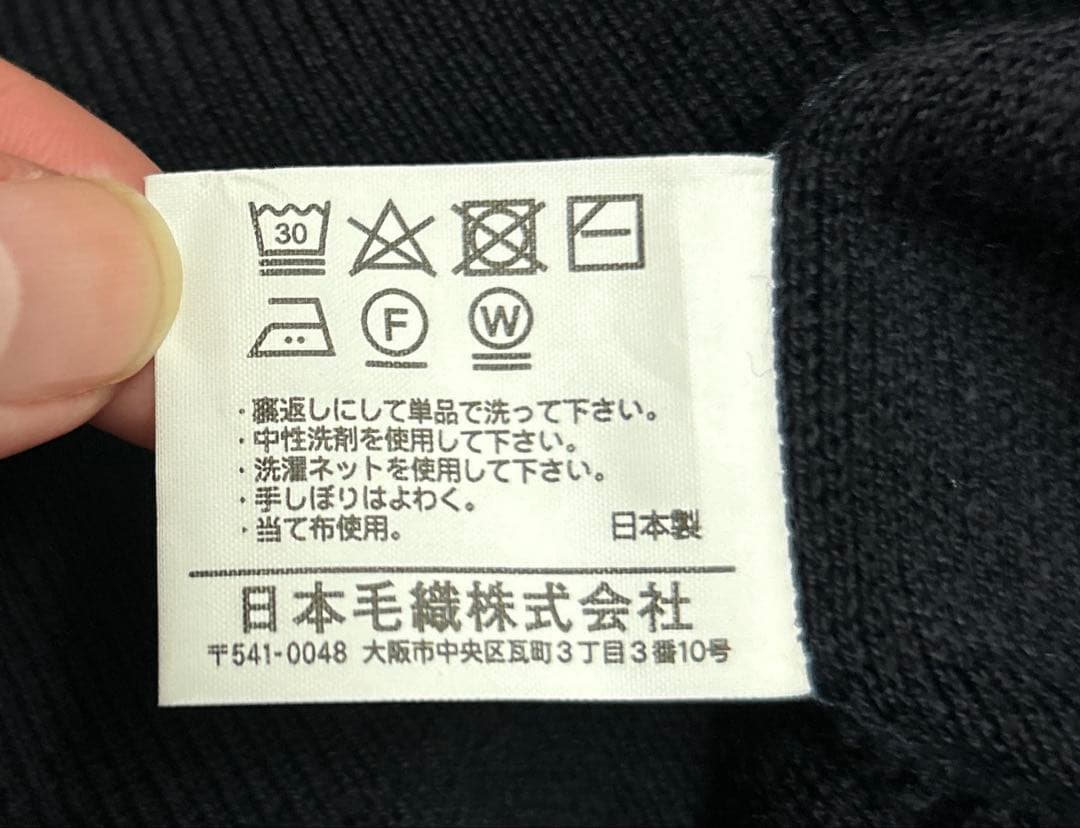 30
F W
・裏返しにして単品で洗って下さい。
・中性洗剤を使用して下さい。
・洗濯ネットを使用して下さい。
・手しぼりはよわく。
・当て布使用。 日本製
日本毛織株式会社
〒541-0048 大阪市中央区瓦町3丁目3番10号